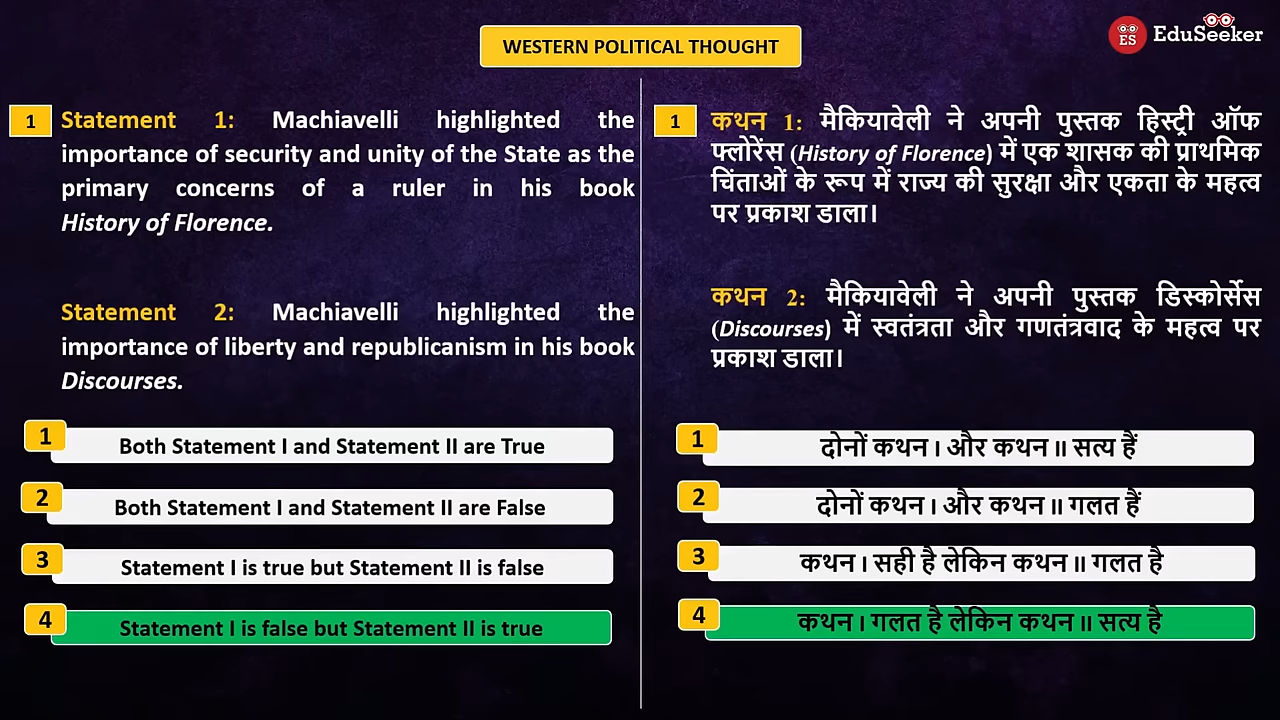 WESTERN POLITICAL THOUGHT
ES EduSeeker
1
Statement 1: Machiavelli highlighted the
importance of security and unity of the State as the
primary concerns of a ruler in his book
History of Florence.
Statement 2: Machiavelli highlighted the
importance of liberty and republicanism in his book
Discourses.
1 Both Statement I and Statement II are True
2 Both Statement I and Statement II are False
3 Statement I is true but Statement II is false
4 Statement I is false but Statement II is true
1
कथन 1: मैकियावेली ने अपनी पुस्तक हिस्ट्री ऑफ
फ्लोरेंस (History of Florence) में एक शासक की प्राथमिक
चिंताओं के रूप में राज्य की सुरक्षा और एकता के महत्व
पर प्रकाश डाला।
कथन 2: मैकियावेली ने अपनी पुस्तक डिस्कोर्सेस
(Discourses) में स्वतंत्रता और गणतंत्रवाद के महत्व पर
प्रकाश डाला।
1 दोनों कथन I और कथन II सत्य हैं
2 दोनों कथन I और कथन II गलत हैं
3 कथन I सही है लेकिन कथन II गलत है
4 कथन I गलत है लेकिन कथन II सत्य है